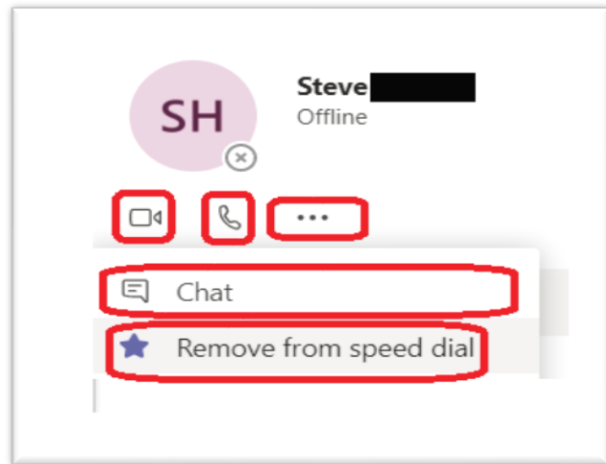 SH
Steve
Offline
...
Chat
Remove from speed dial